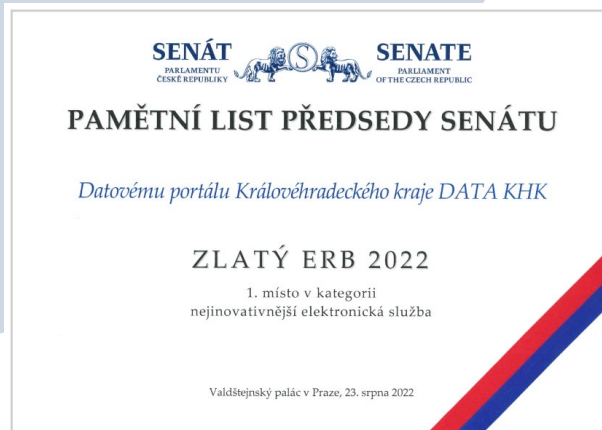 SENÁT
PARLAMENTU
ČESKÉ REPUBLIKY
S
SENATE
PARLIAMENT
OF THE CZECH REPUBLIC
PAMĚTNÍ LIST PŘEDSEDY SENÁTU
Datovému portálu Královéhradeckého kraje DATA KHK
ZLATÝ ERB 2022
1. místo v kategorii
nejinovativnější elektronická služba
Valdštejnský palác v Praze, 23. srpna 2022